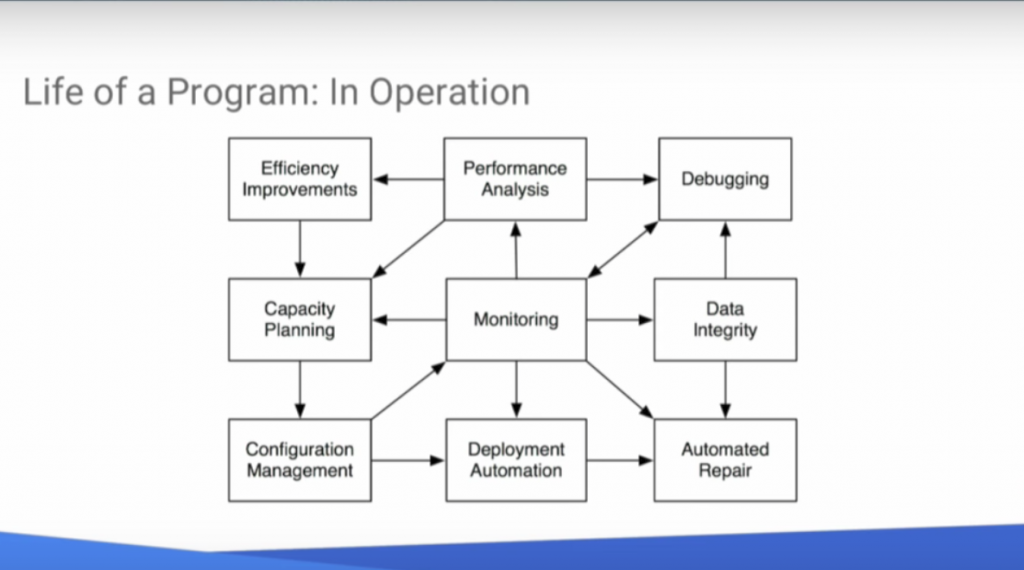 Life of a Program: In Operation
Efficiency
Improvements
Performance
Analysis
Debugging
Capacity
Planning
Monitoring
Data
Integrity
Configuration
Management
Deployment
Automation
Automated
Repair